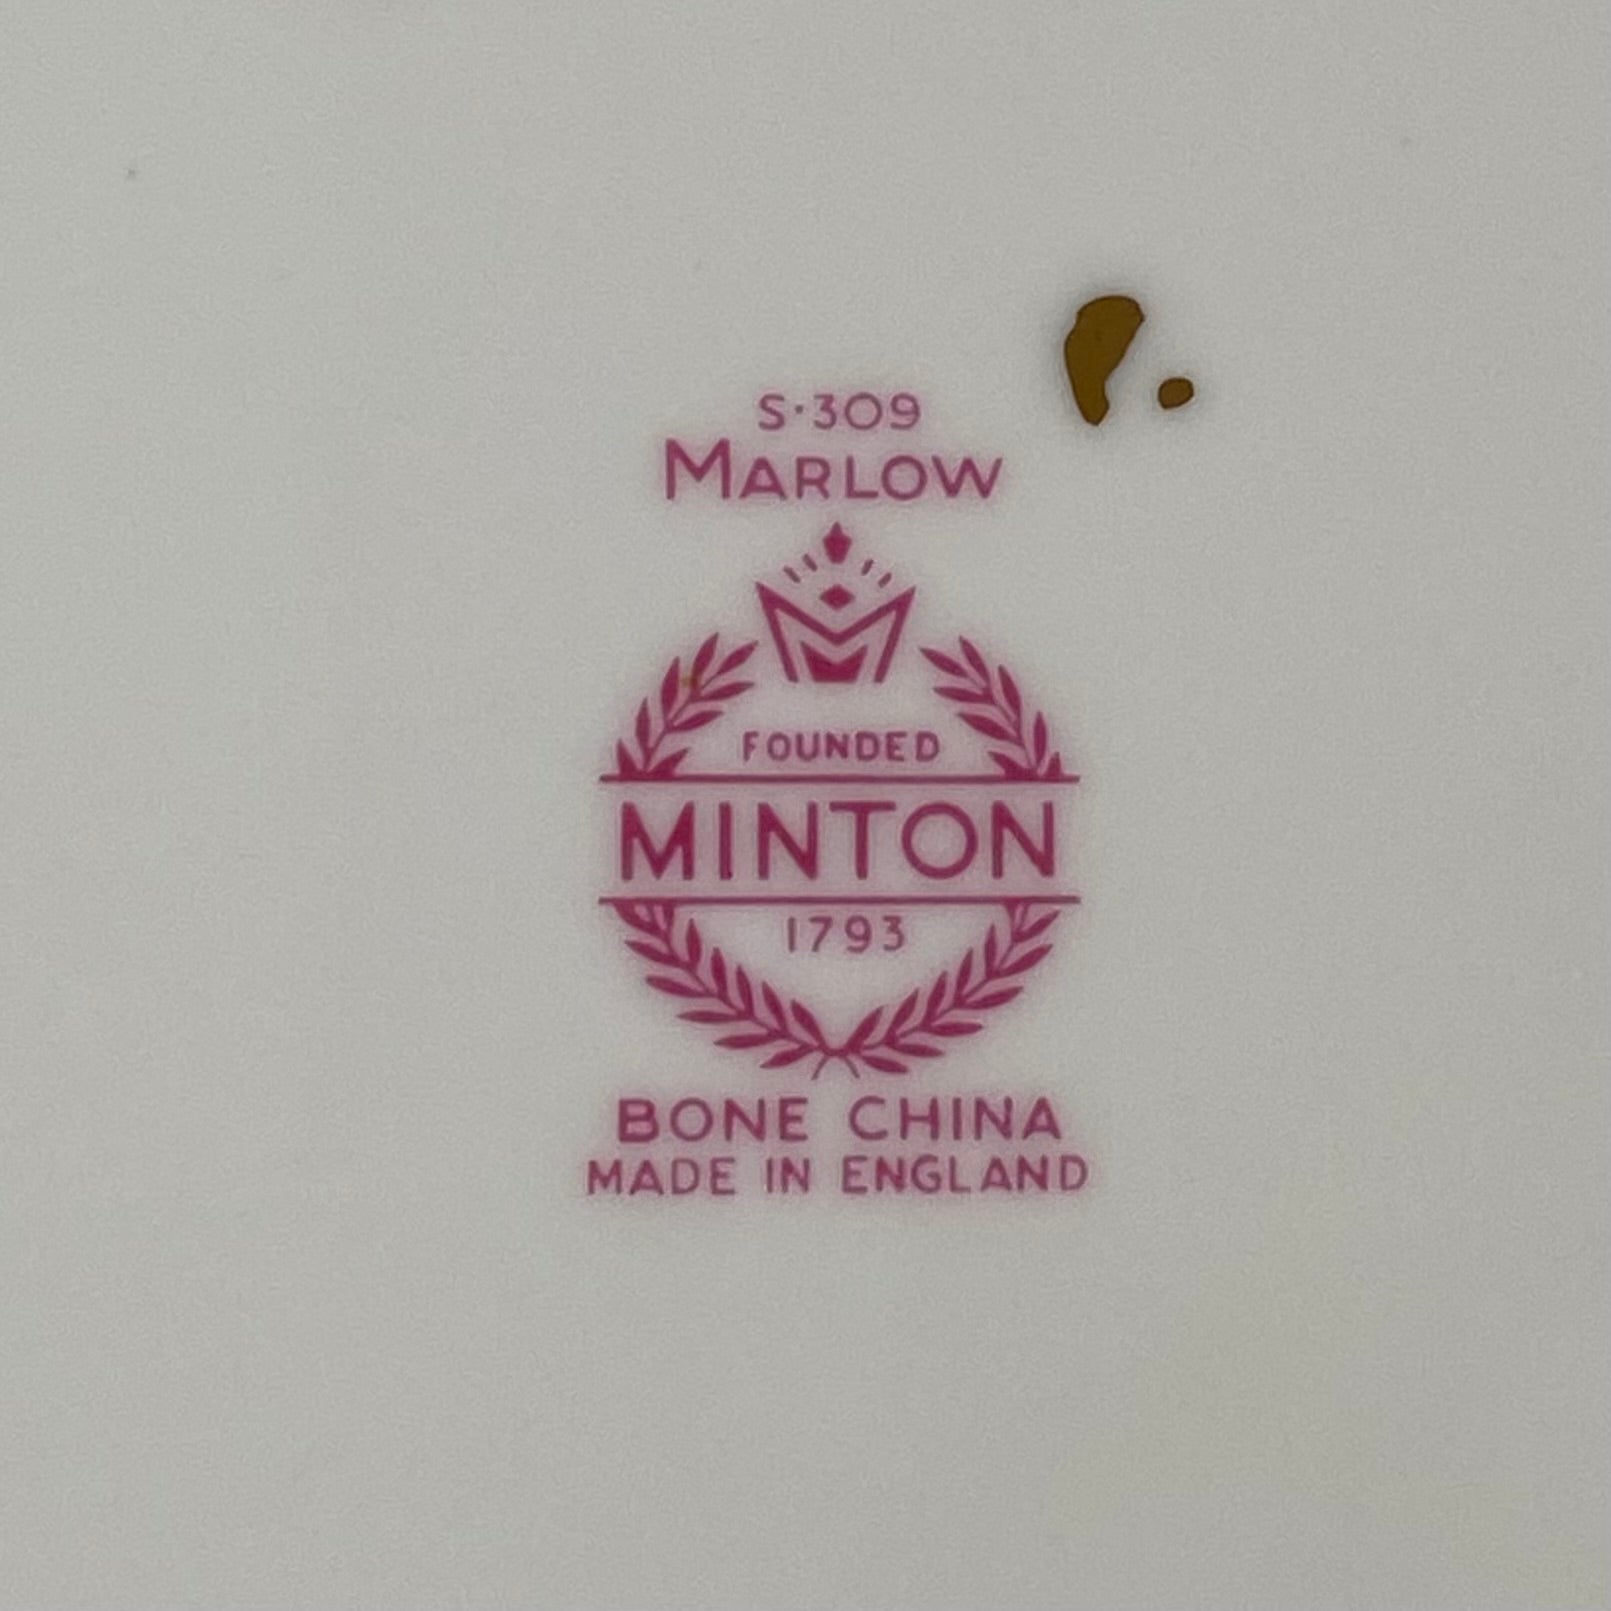 S·309
MARLOW
FOUNDED
MINTON
1793
BONE CHINA
MADE IN ENGLAND